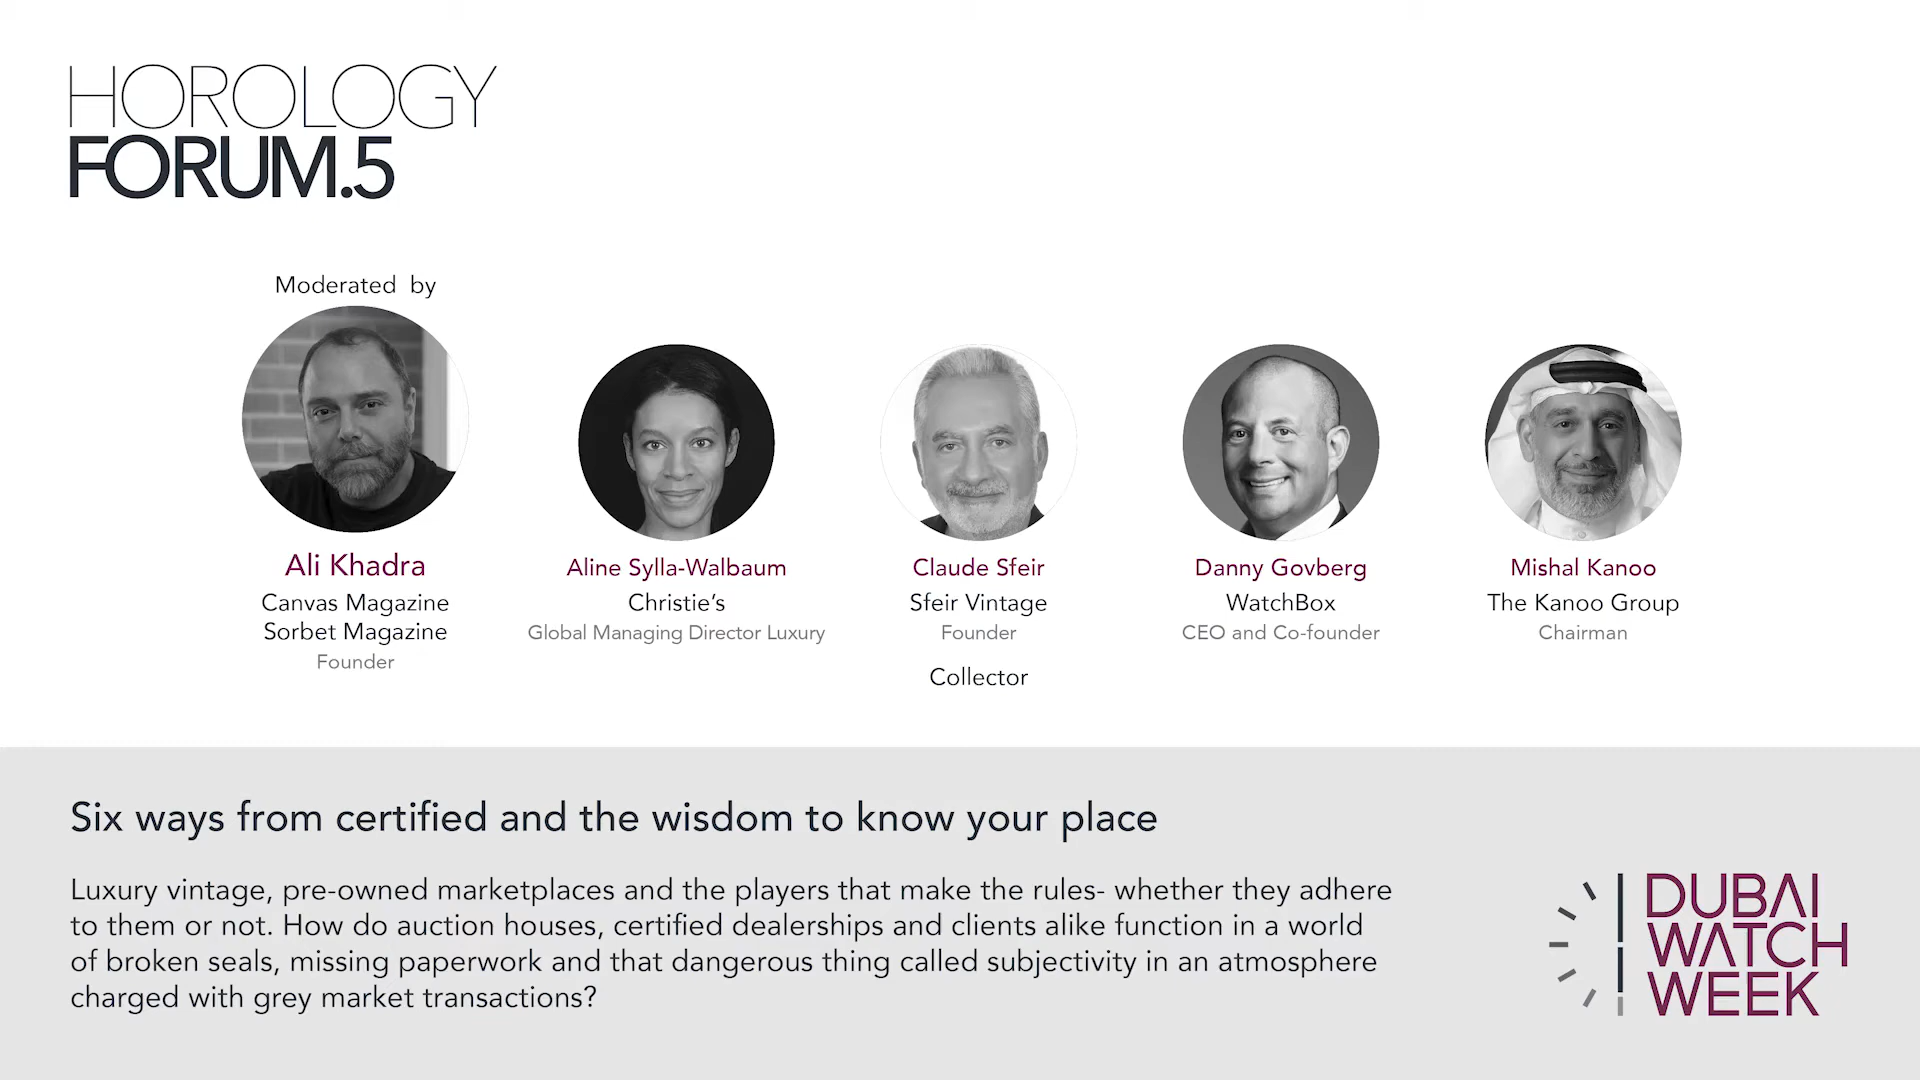 HOROLOGY
FORUM.5
Moderated by
Ali Khadra
Canvas Magazine
Sorbet Magazine
Founder
Aline Sylla-Walbaum
Christie’s
Global Managing Director Luxury
Claude Sfeir
Sfeir Vintage
Founder
Collector
Danny Govberg
WatchBox
CEO and Co-founder
Mishal Kanoo
The Kanoo Group
Chairman
Six ways from certified and the wisdom to know your place
Luxury vintage, pre-owned marketplaces and the players that make the rules- whether they adhere
to them or not. How do auction houses, certified dealerships and clients alike function in a world
of broken seals, missing paperwork and that dangerous thing called subjectivity in an atmosphere
charged with grey market transactions?
DUBAI
WATCH
WEEK